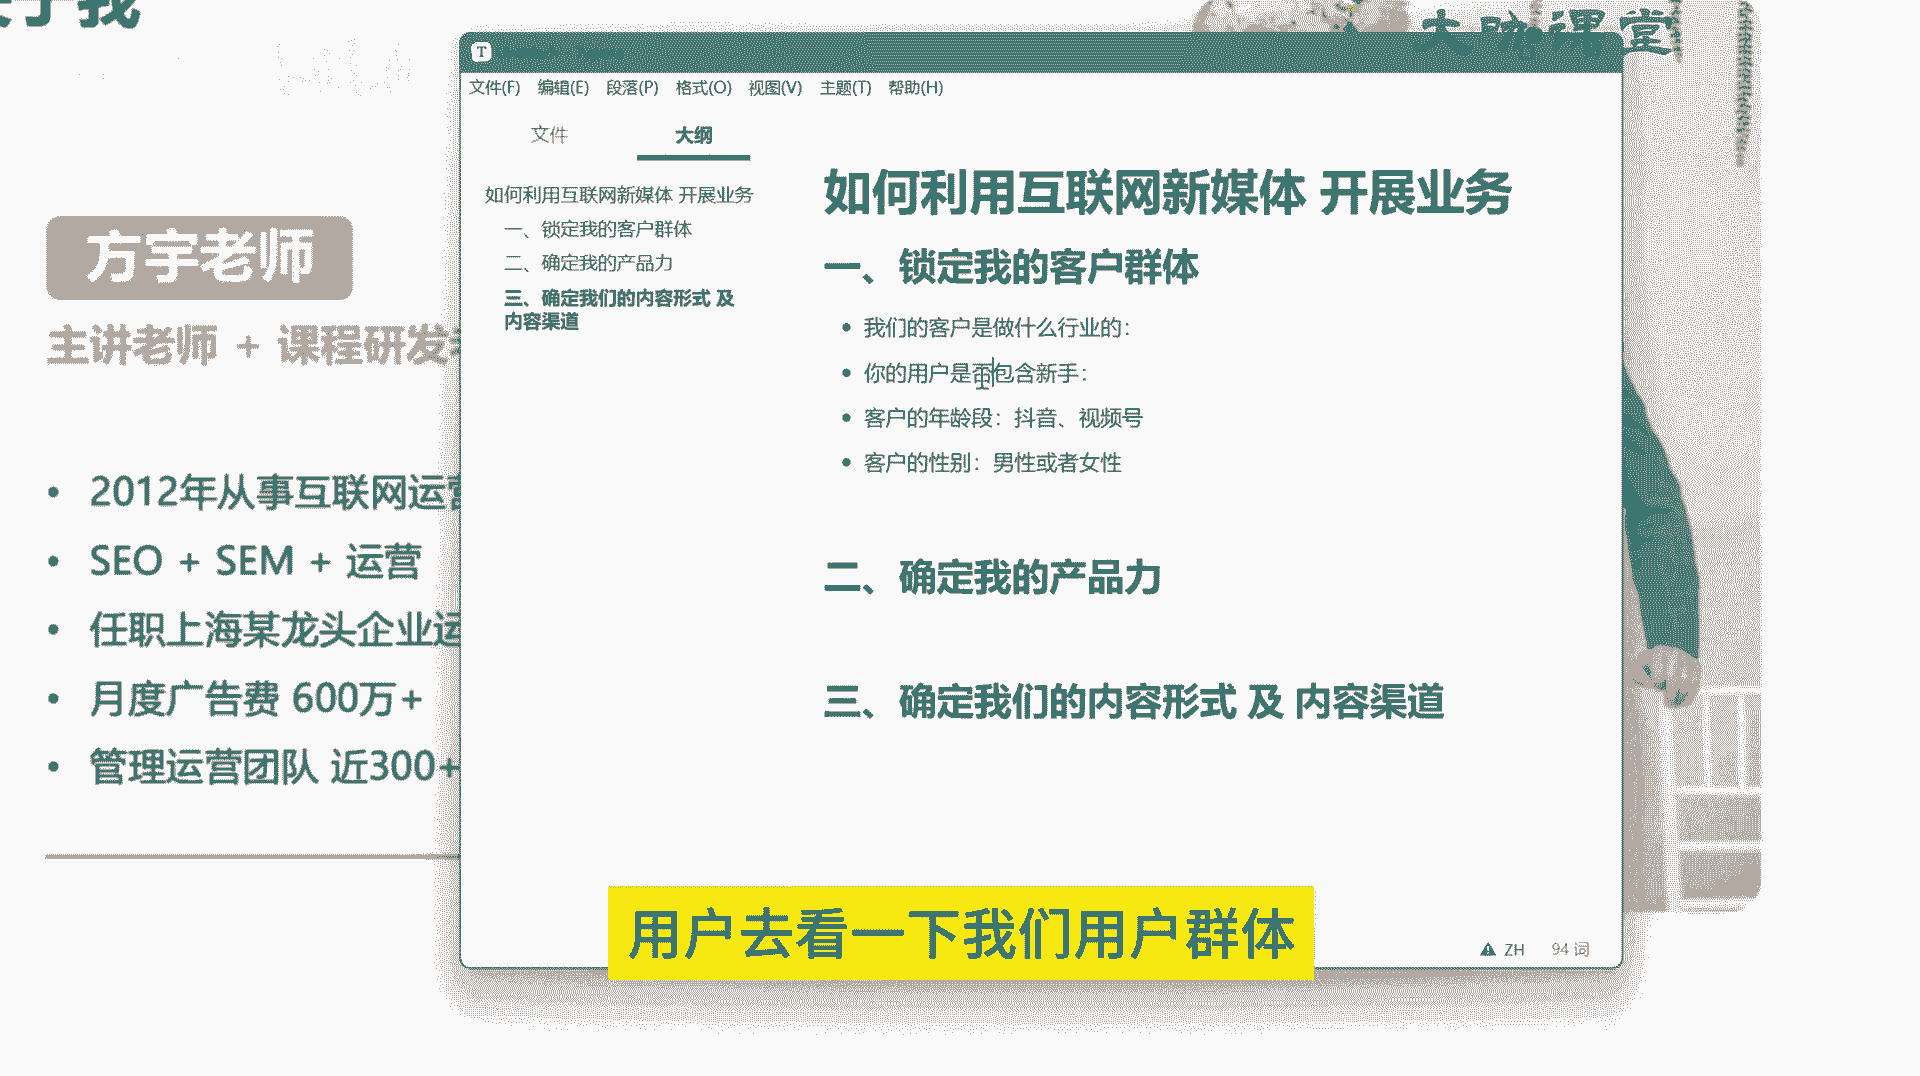 大脑课堂
方宇老师
主讲老师 + 课程研发
2012年从事互联网运营
SEO + SEM + 运营
任职上海某龙头企业运
月度广告费 600万+
管理运营团队 近300+
T
文件(F) 编辑(E) 段落(P) 格式(O) 视图(V) 主题(T) 帮助(H)
文件 大纲
如何利用互联网新媒体 开展业务
一、锁定我的客户群体
二、确定我的产品力
三、确定我们的内容形式 及
内容渠道
如何利用互联网新媒体 开展业务
一、锁定我的客户群体
我们的客户是做什么行业的：
你的用户是否包含新手：
客户的年龄段：抖音、视频号
客户的性别：男性或者女性
二、确定我的产品力
三、确定我们的内容形式 及 内容渠道
ZH 94 词
用户去看一下我们用户群体